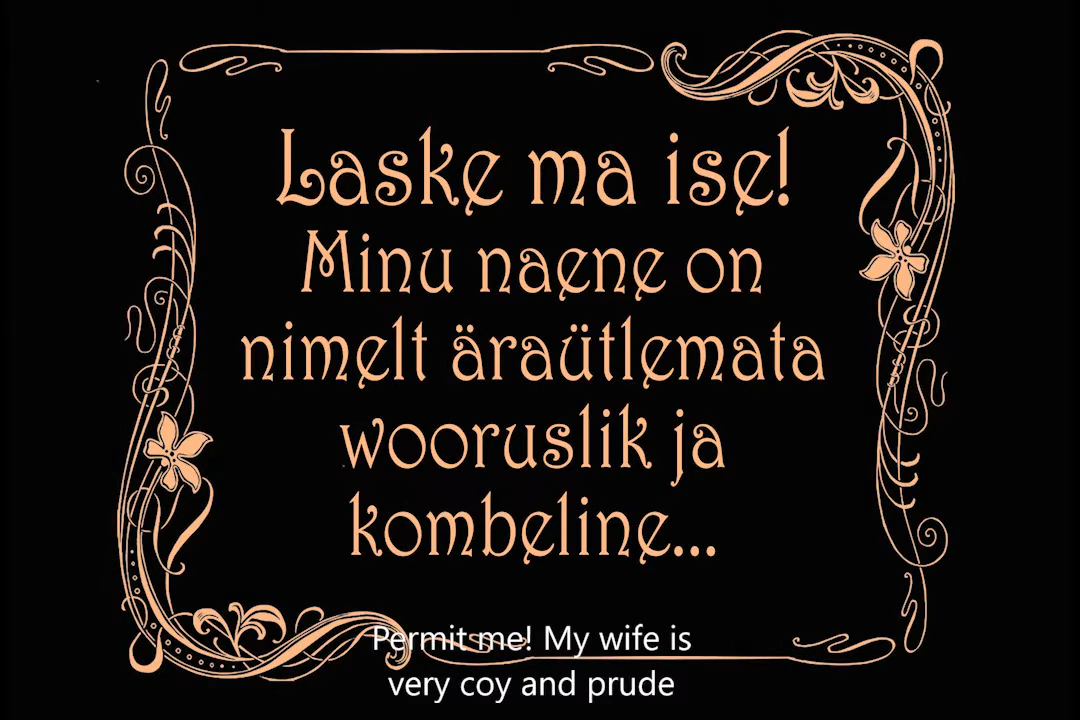 Laske ma ise!
Minu naene on
nimelt äraütlemata
wooruslik ja
kombeline...
Permit me! My wife is
very coy and prude